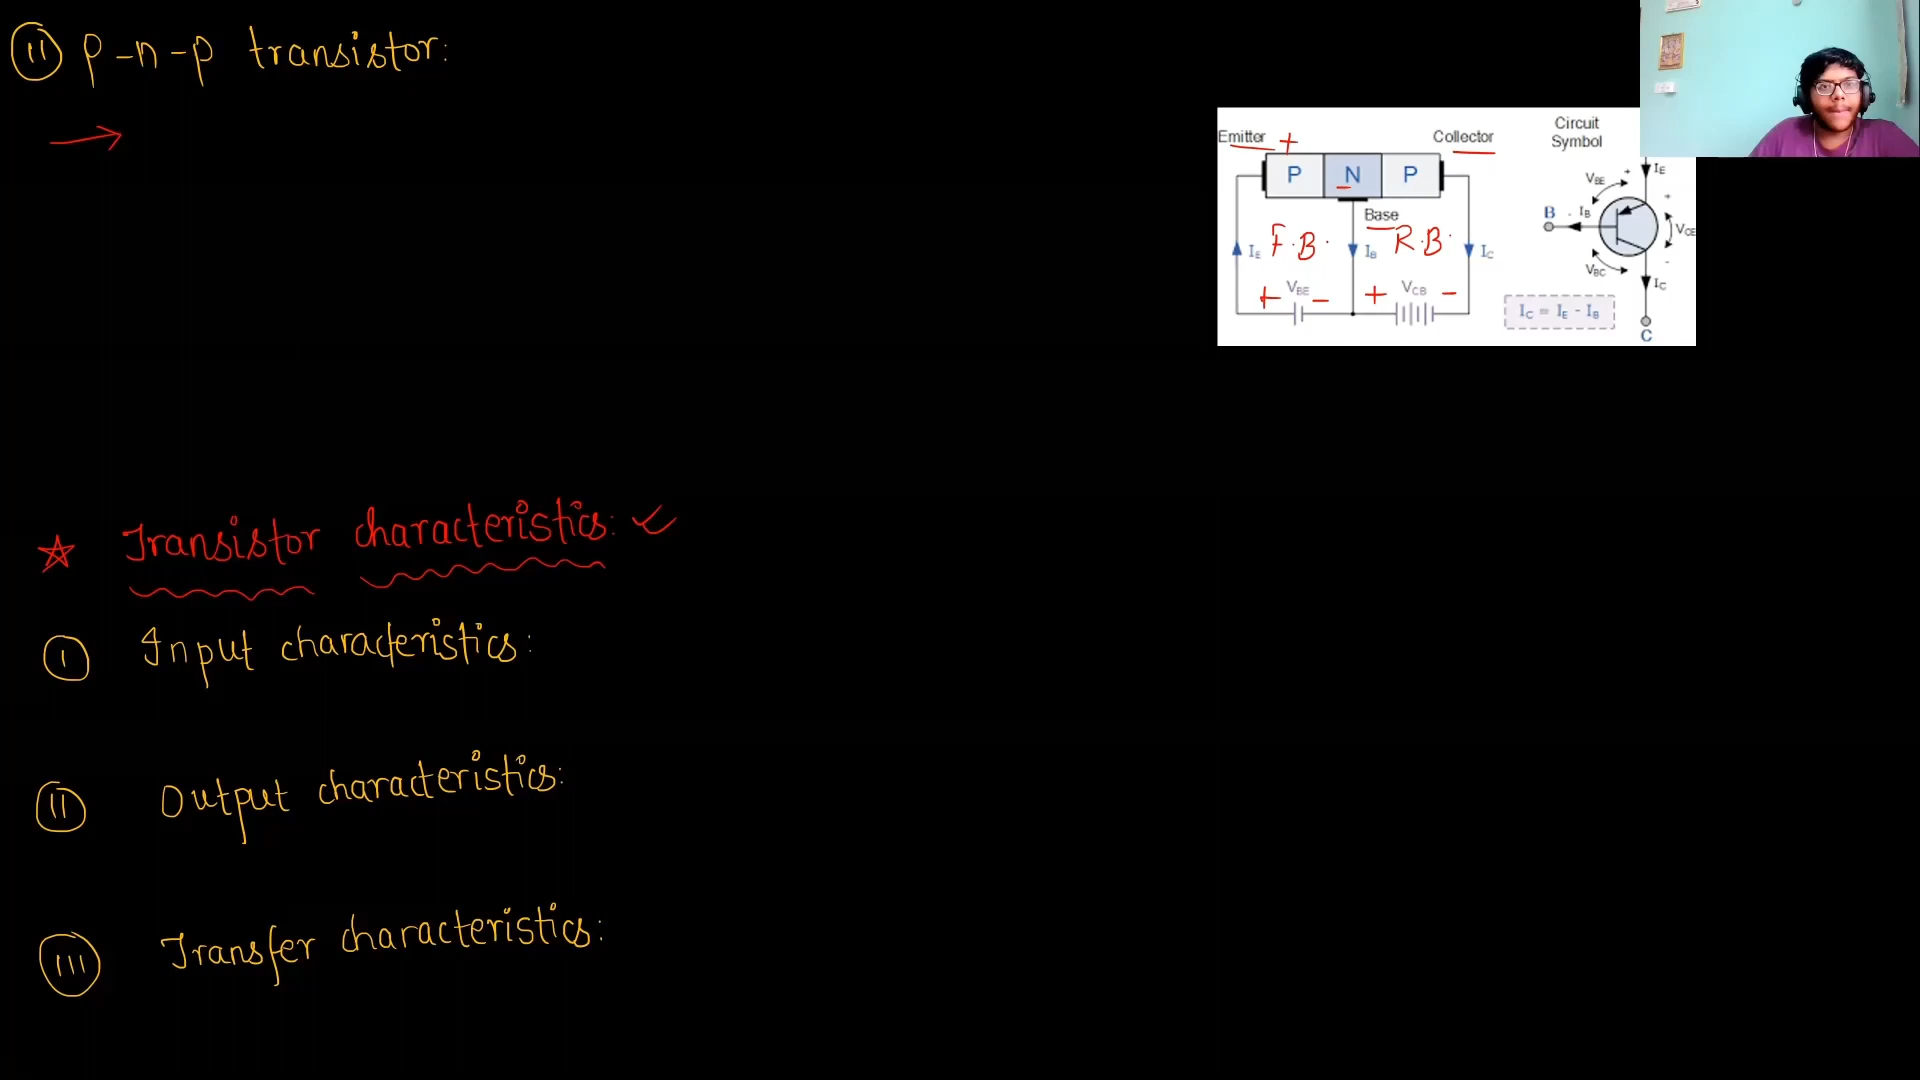 (II) p-n-p transistor:
→
Emitter +
Collector
Circuit
Symbol
P N P
-
Base
F.B. R.B.
I_E I_B I_C
+ V_BE - + V_CB -
I_E
V_BE +
+
B - I_B
V_CE
V_BC
-
I_C
I_C = I_E - I_B
C
☆ Transistor characteristics: ✓
(I) Input characteristics:
(II) Output characteristics:
(III) Transfer characteristics: